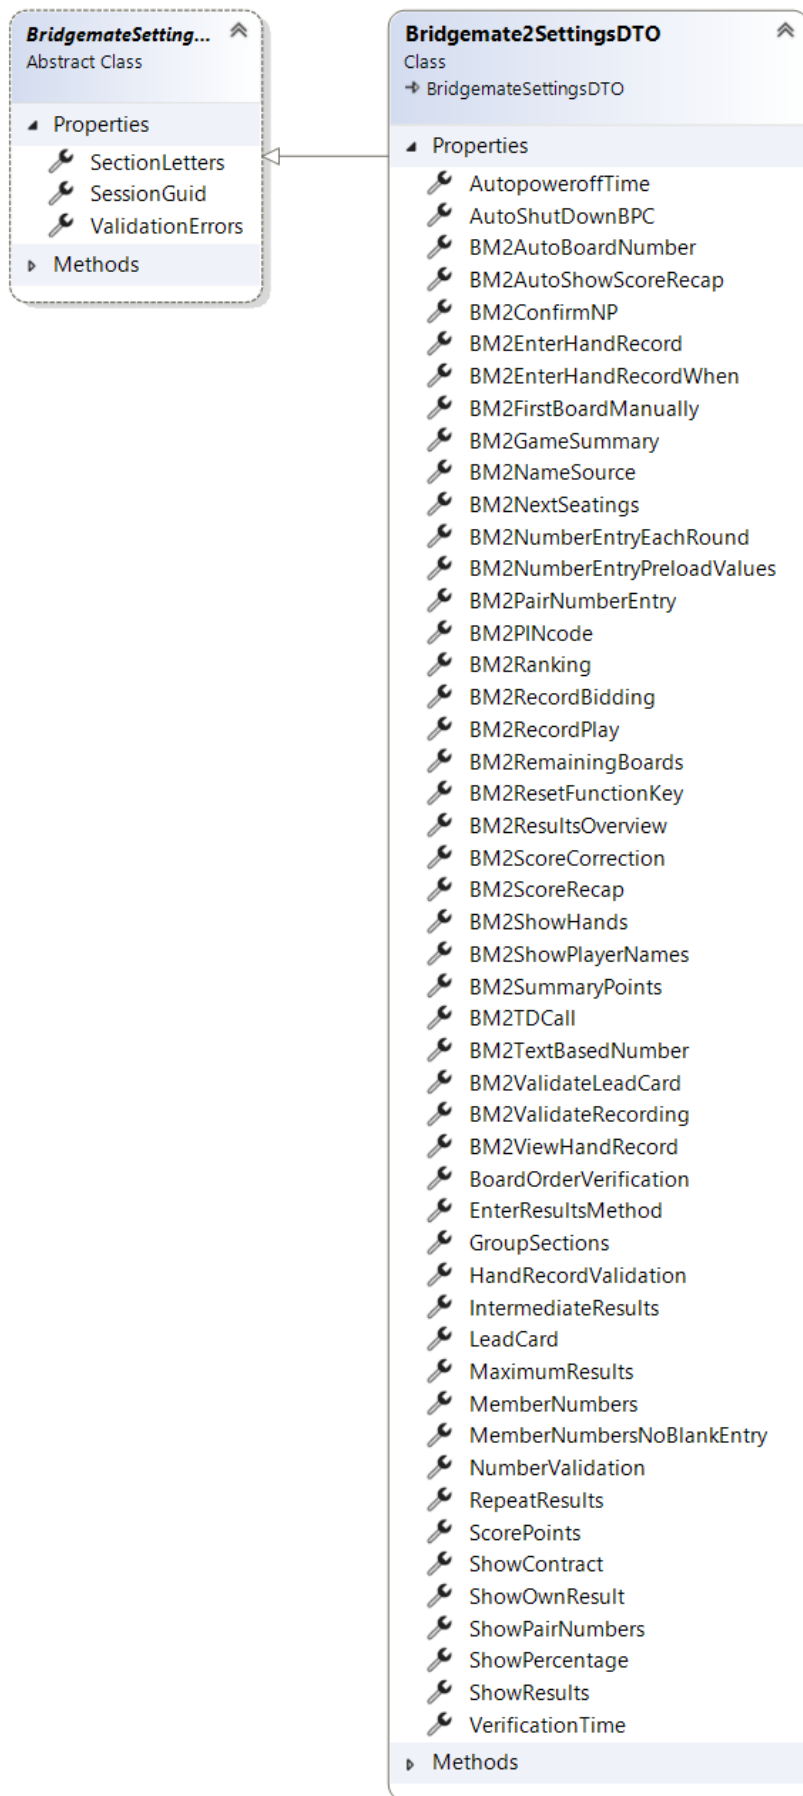 BridgemateSetting...
Abstract Class
Properties
SectionLetters
SessionGuid
ValidationErrors
Methods
Bridgemate2SettingsDTO
Class
BridgemateSettingsDTO
Properties
AutopoweroffTime
AutoShutDownBPC
BM2AutoBoardNumber
BM2AutoShowScoreRecap
BM2ConfirmNP
BM2EnterHandRecord
BM2EnterHandRecordWhen
BM2FirstBoardManually
BM2GameSummary
BM2NameSource
BM2NextSeatings
BM2NumberEntryEachRound
BM2NumberEntryPreloadValues
BM2PairNumberEntry
BM2PINcode
BM2Ranking
BM2RecordBidding
BM2RecordPlay
BM2RemainingBoards
BM2ResetFunctionKey
BM2ResultsOverview
BM2ScoreCorrection
BM2ScoreRecap
BM2ShowHands
BM2ShowPlayerNames
BM2SummaryPoints
BM2TDCall
BM2TextBasedNumber
BM2ValidateLeadCard
BM2ValidateRecording
BM2ViewHandRecord
BoardOrderVerification
EnterResultsMethod
GroupSections
HandRecordValidation
IntermediateResults
LeadCard
MaximumResults
MemberNumbers
MemberNumbersNoBlankEntry
NumberValidation
RepeatResults
ScorePoints
ShowContract
ShowOwnResult
ShowPairNumbers
ShowPercentage
ShowResults
VerificationTime
Methods